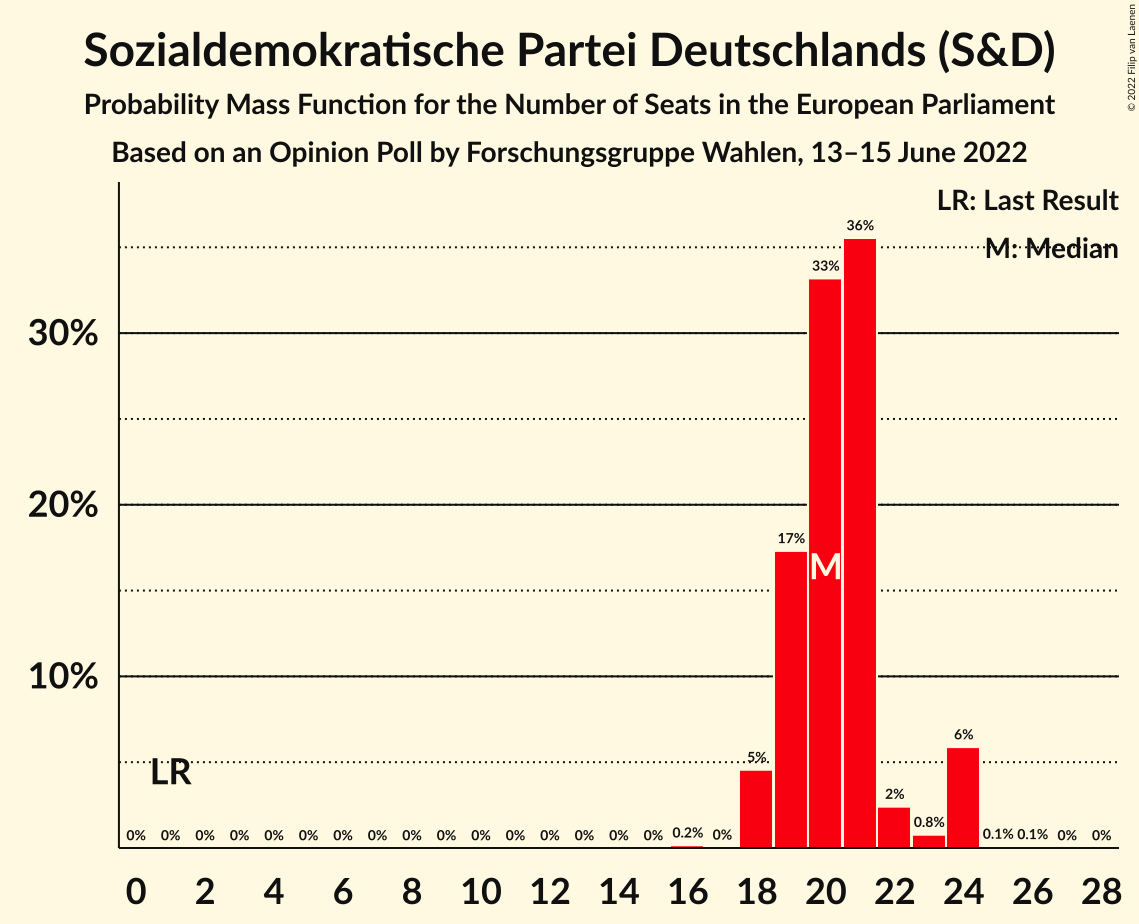 Sozialdemokratische Partei Deutschlands (S&D)
Probability Mass Function for the Number of Seats in the European Parliament
Based on an Opinion Poll by Forschungsgruppe Wahlen, 13–15 June 2022
© 2022 Filip van Laenen
LR: Last Result
M: Median
36%
33%
30%
20%
17%
M
10%
6%
5%
LR
2%
0.8%
0% 0% 0% 0% 0% 0% 0% 0% 0% 0% 0% 0% 0% 0% 0% 0% 0.2% 0% 0.1% 0.1% 0% 0%
0 2 4 6 8 10 12 14 16 18 20 22 24 26 28